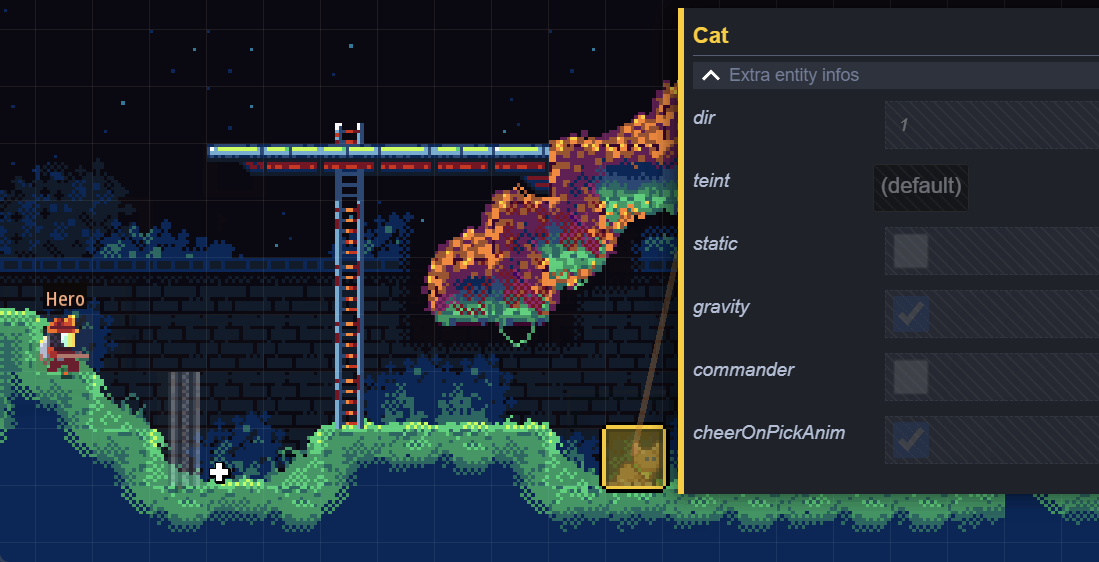 Cat
Extra entity infos
dir
1
teint
(default)
static
gravity
commander
cheerOnPickAnim
Hero